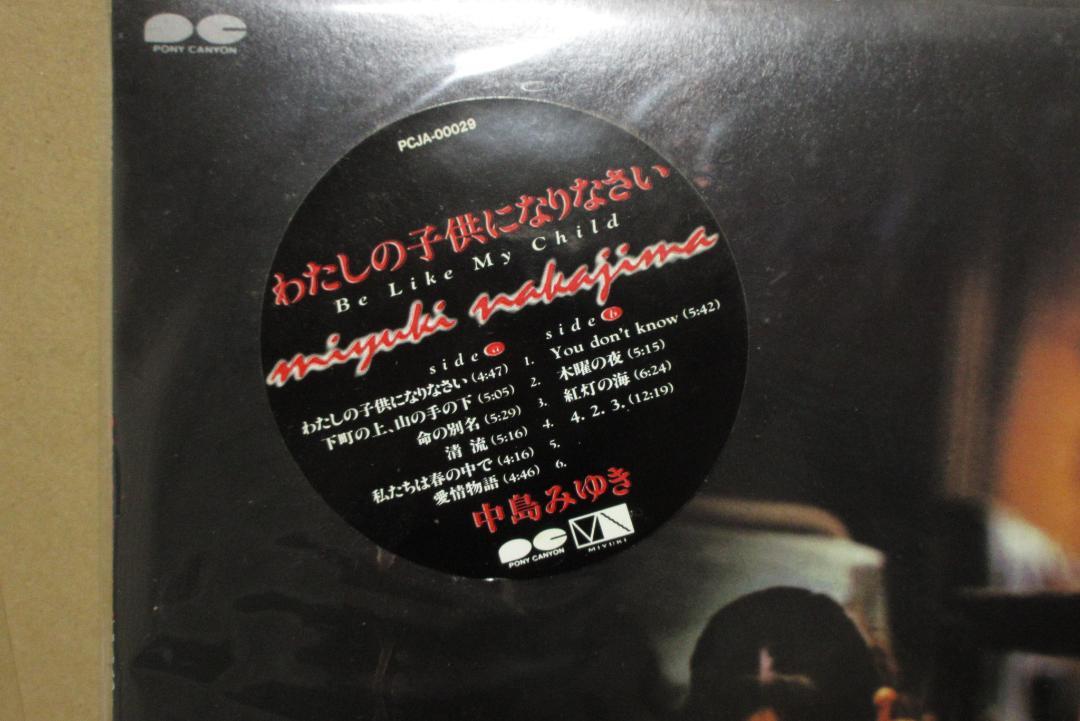 PONY CANYON
PCJA-00029
わたしの子供になりなさい
Be Like My Child
miyuki nakajima
side a
わたしの子供になりなさい (4:47) 1.
下町の上、山の手の下 (5:05) 2.
命の別名 (5:29) 3.
清流 (5:16) 4.
私たちは春の中で (4:16) 5.
愛情物語 (4:46) 6.
side b
You don't know (5:42)
木曜の夜 (5:15)
紅灯の海 (6:24)
4. 2. 3. (12:19)
中島みゆき
PONY CANYON
MIYUKI